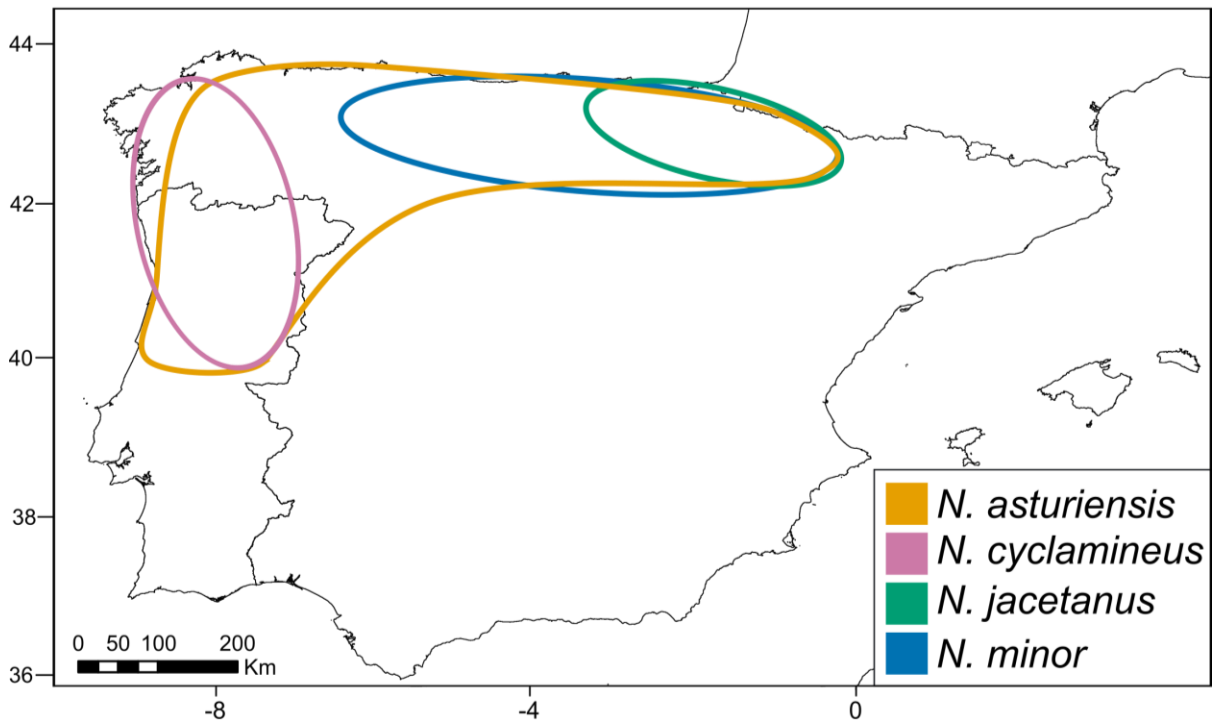 44
42
40
38
36
-8
-4
0
0 50 100 200
Km
N. asturiensis
N. cyclamineus
N. jacetanus
N. minor